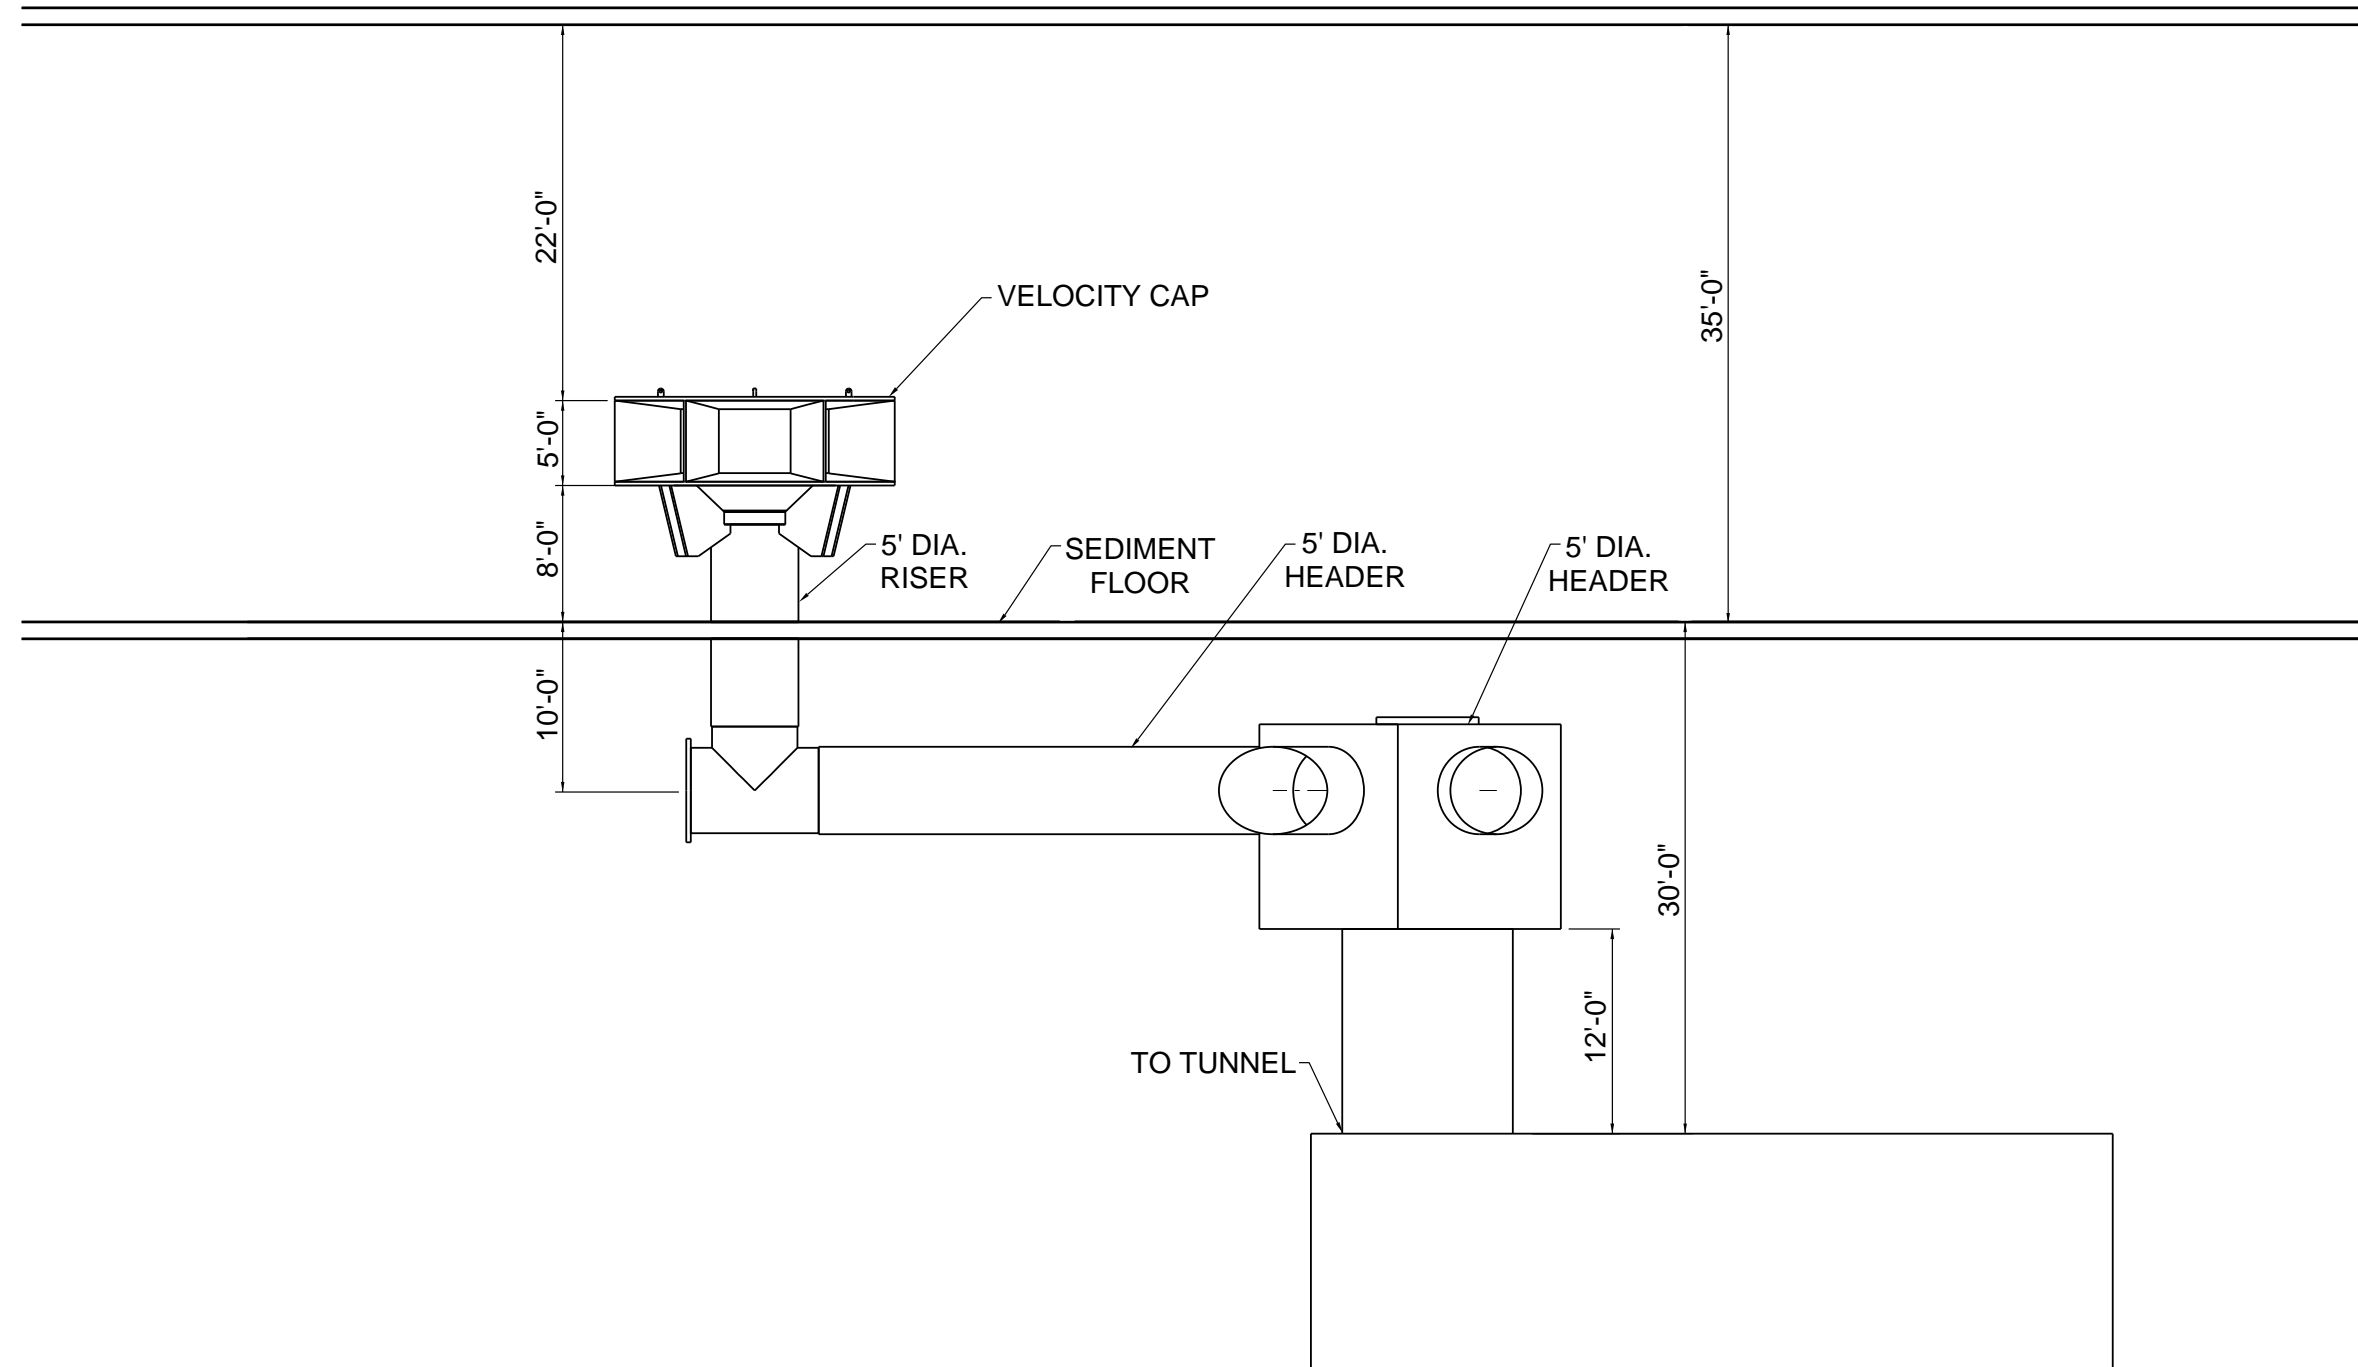 22'-0"
35'-0"
VELOCITY CAP
5'-0"
8'-0"
5' DIA.
RISER
SEDIMENT
FLOOR
5' DIA.
HEADER
5' DIA.
HEADER
10'-0"
30'-0"
12'-0"
TO TUNNEL